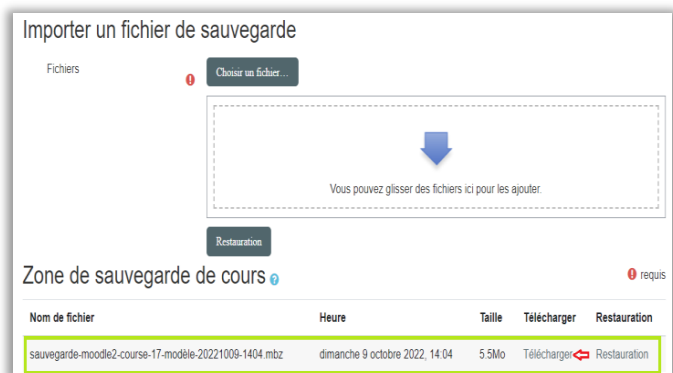 Importer un fichier de sauvegarde
Fichiers
Choisir un fichier...
Vous pouvez glisser des fichiers ici pour les ajouter.
Restauration
Zone de sauvegarde de cours
requis
Nom de fichier Heure Taille Télécharger Restauration
sauvegarde-moodle2-course-17-modèle-20221009-1404.mbz dimanche 9 octobre 2022, 14:04 5.5Mo Télécharger Restauration